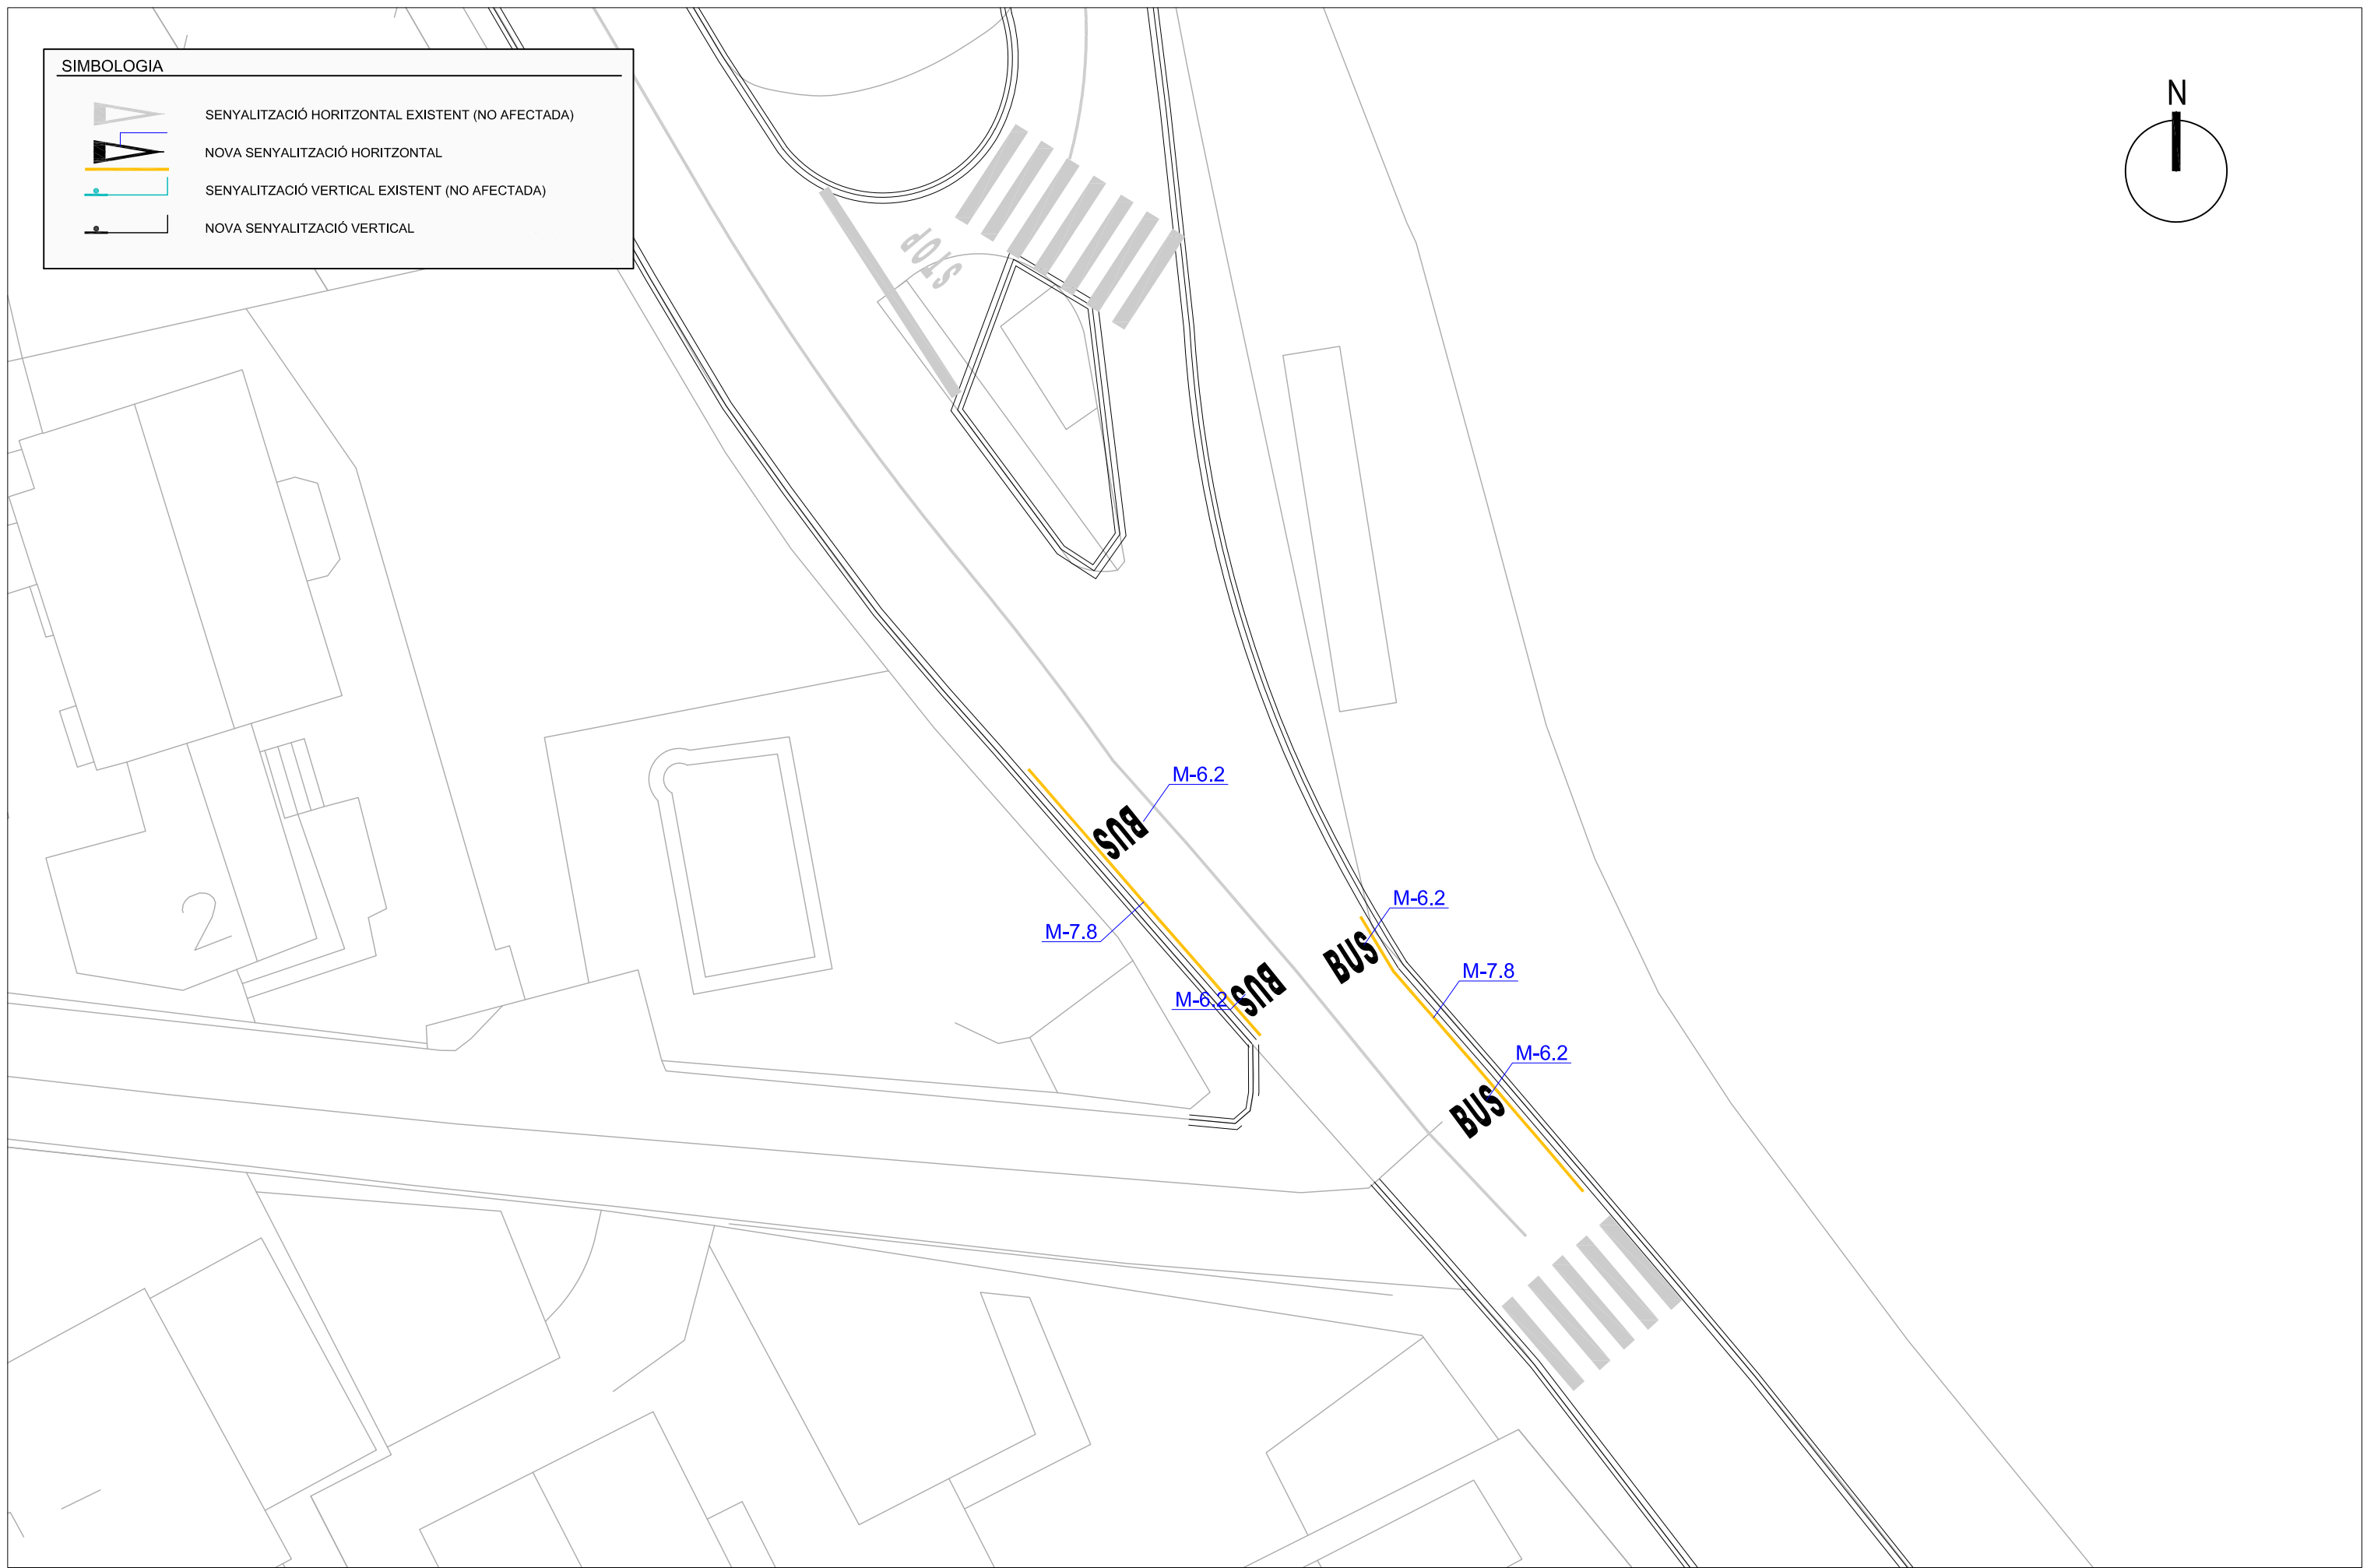 SIMBOLOGIA
SENYALITZACIÓ HORITZONTAL EXISTENT (NO AFECTADA)
NOVA SENYALITZACIÓ HORITZONTAL
SENYALITZACIÓ VERTICAL EXISTENT (NO AFECTADA)
NOVA SENYALITZACIÓ VERTICAL
N
STOP
M-6.2
BUS
M-6.2
M-7.8
BUS
M-7.8
M-6.2
BUS
M-6.2
BUS
2